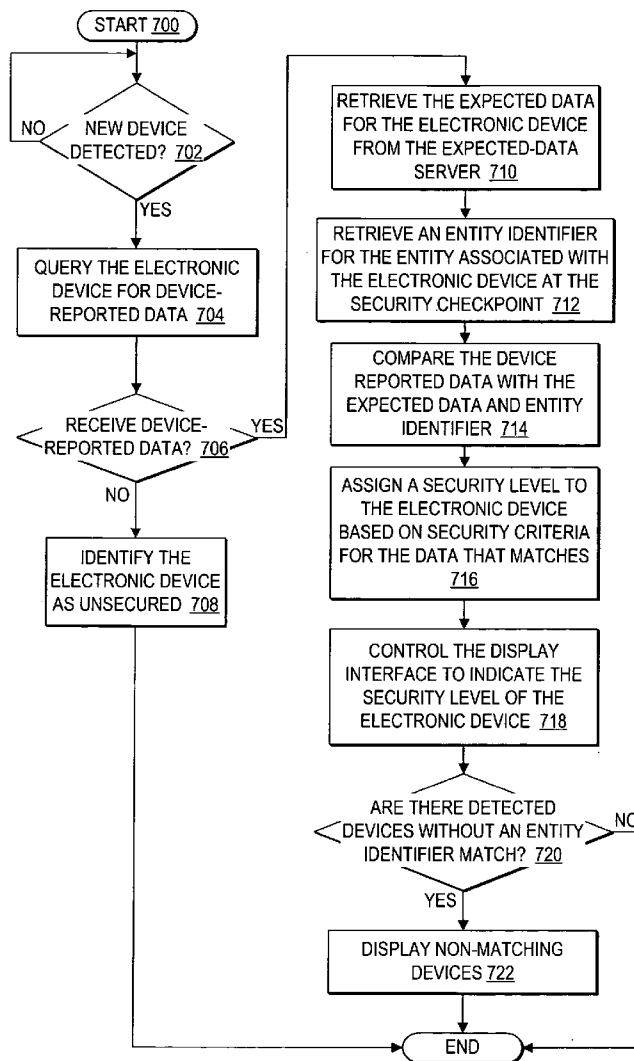 START 700
NEW DEVICE
DETECTED? 702
NO
YES
QUERY THE ELECTRONIC
DEVICE FOR DEVICE-
REPORTED DATA 704
RECEIVE DEVICE-
REPORTED DATA? 706
YES
NO
IDENTIFY THE
ELECTRONIC DEVICE
AS UNSECURED 708
RETRIEVE THE EXPECTED DATA
FOR THE ELECTRONIC DEVICE
FROM THE EXPECTED-DATA
SERVER 710
RETRIEVE AN ENTITY IDENTIFIER
FOR THE ENTITY ASSOCIATED WITH
THE ELECTRONIC DEVICE AT THE
SECURITY CHECKPOINT 712
COMPARE THE DEVICE
REPORTED DATA WITH THE
EXPECTED DATA AND ENTITY
IDENTIFIER 714
ASSIGN A SECURITY LEVEL TO
THE ELECTRONIC DEVICE
BASED ON SECURITY CRITERIA
FOR THE DATA THAT MATCHES
716
CONTROL THE DISPLAY
INTERFACE TO INDICATE THE
SECURITY LEVEL OF THE
ELECTRONIC DEVICE 718
ARE THERE DETECTED
DEVICES WITHOUT AN ENTITY
IDENTIFIER MATCH? 720
NO
YES
DISPLAY NON-MATCHING
DEVICES 722
END